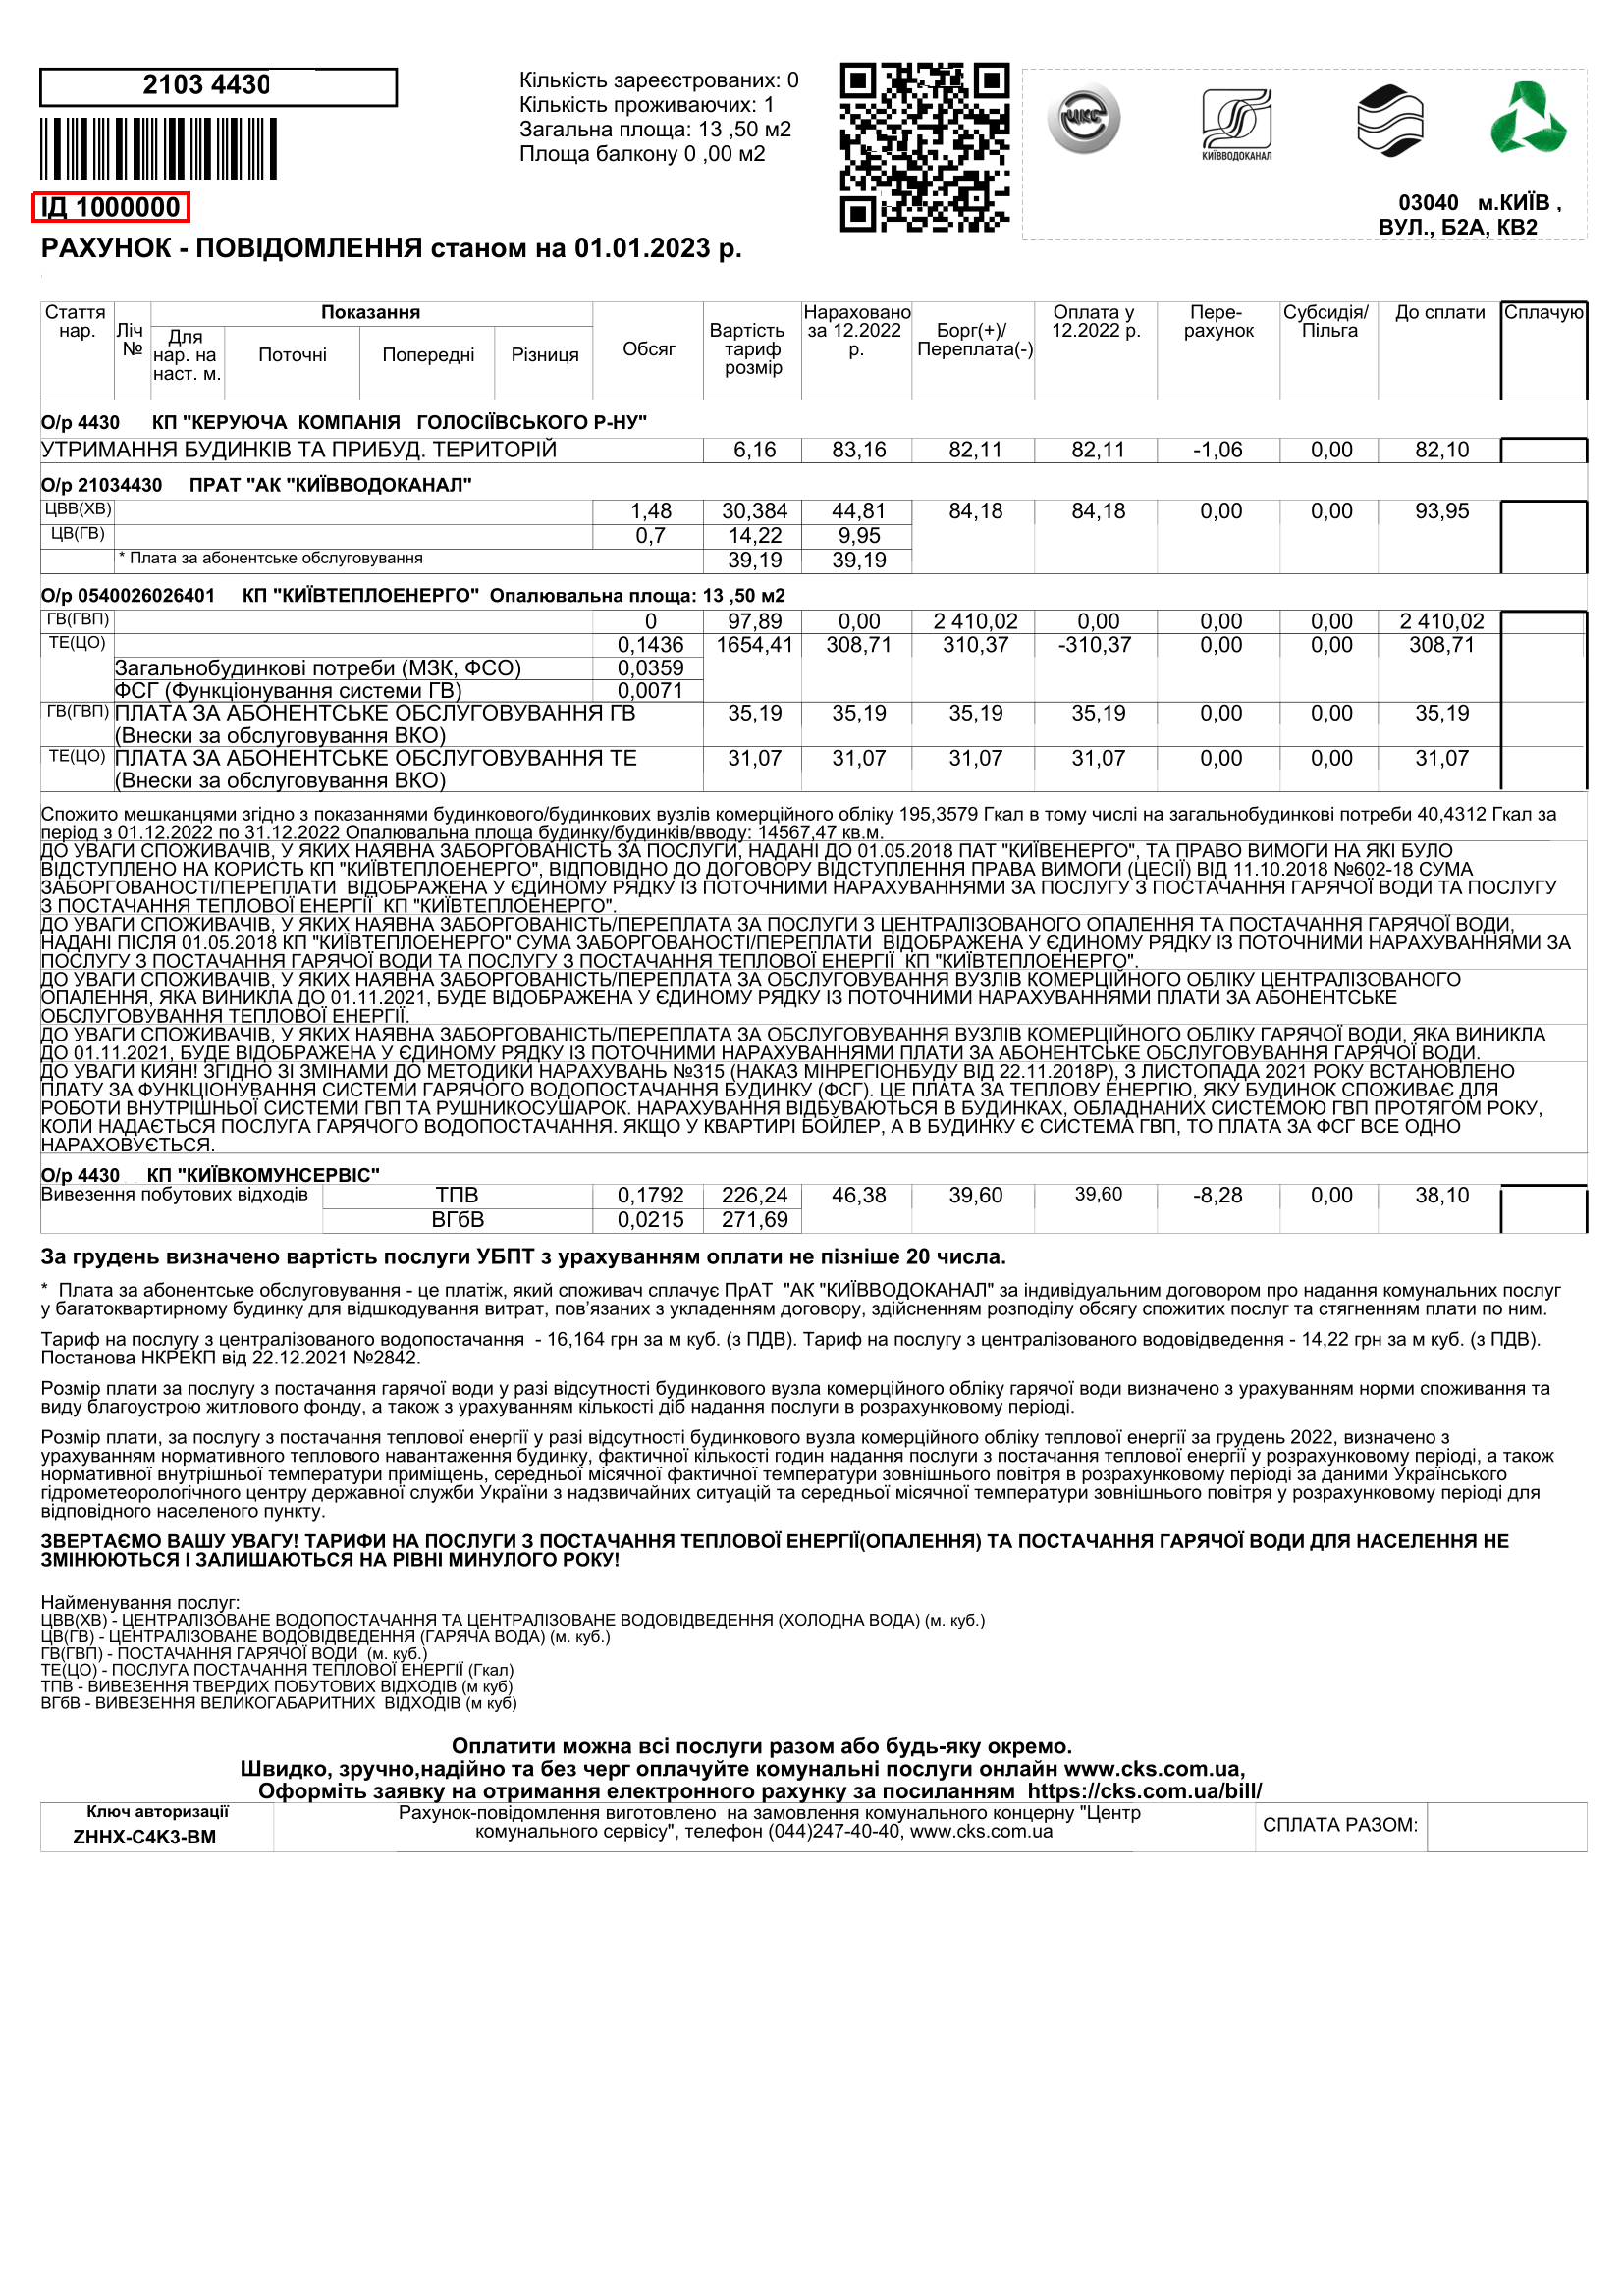 2103 4430
Кількість зареєстрованих: 0
Кількість проживаючих: 1
Загальна площа: 13 ,50 м2
Площа балкону 0 ,00 м2
цкс
КИЇВВОДОКАНАЛ
03040 м.КИЇВ ,
ВУЛ., Б2А, КВ2
ІД 1000000
РАХУНОК - ПОВІДОМЛЕННЯ станом на 01.01.2023 р.
Стаття нар. Ліч № Показання Обсяг Вартість тариф розмір Нараховано за 12.2022 р. Борг(+)/ Переплата(-) Оплата у 12.2022 р. Пере-рахунок Субсидія/ Пільга До сплати Сплачую
Для нар. на наст. м. Поточні Попередні Різниця
О/р 4430 КП "КЕРУЮЧА КОМПАНІЯ ГОЛОСІЇВСЬКОГО Р-НУ"
УТРИМАННЯ БУДИНКІВ ТА ПРИБУД. ТЕРИТОРІЙ 6,16 83,16 82,11 82,11 -1,06 0,00 82,10
О/р 21034430 ПРАТ "АК "КИЇВВОДОКАНАЛ"
ЦВВ(ХВ) 1,48 30,384 44,81 84,18 84,18 0,00 0,00 93,95
ЦВ(ГВ) 0,7 14,22 9,95
* Плата за абонентське обслуговування 39,19 39,19
О/р 0540026026401 КП "КИЇВТЕПЛОЕНЕРГО" Опалювальна площа: 13 ,50 м2
ГВ(ГВП) 0 97,89 0,00 2 410,02 0,00 0,00 0,00 2 410,02
ТЕ(ЦО) 0,1436 1654,41 308,71 310,37 -310,37 0,00 0,00 308,71
Загальнобудинкові потреби (МЗК, ФСО) 0,0359
ФСГ (Функціонування системи ГВ) 0,0071
ГВ(ГВП) ПЛАТА ЗА АБОНЕНТСЬКЕ ОБСЛУГОВУВАННЯ ГВ 35,19 35,19 35,19 35,19 0,00 0,00 35,19
(Внески за обслуговування ВКО)
ТЕ(ЦО) ПЛАТА ЗА АБОНЕНТСЬКЕ ОБСЛУГОВУВАННЯ ТЕ 31,07 31,07 31,07 31,07 0,00 0,00 31,07
(Внески за обслуговування ВКО)
Спожито мешканцями згідно з показаннями будинкового/будинкових вузлів комерційного обліку 195,3579 Гкал в тому числі на загальнобудинкові потреби 40,4312 Гкал за
період з 01.12.2022 по 31.12.2022 Опалювальна площа будинку/будинків/вводу: 14567,47 кв.м.
ДО УВАГИ СПОЖИВАЧІВ, У ЯКИХ НАЯВНА ЗАБОРГОВАНІСТЬ ЗА ПОСЛУГИ, НАДАНІ ДО 01.05.2018 ПАТ "КИЇВЕНЕРГО", ТА ПРАВО ВИМОГИ НА ЯКІ БУЛО
ВІДСТУПЛЕНО НА КОРИСТЬ КП "КИЇВТЕПЛОЕНЕРГО", ВІДПОВІДНО ДО ДОГОВОРУ ВІДСТУПЛЕННЯ ПРАВА ВИМОГИ (ЦЕСІЇ) ВІД 11.10.2018 №602-18 СУМА
ЗАБОРГОВАНОСТІ/ПЕРЕПЛАТИ ВІДОБРАЖЕНА У ЄДИНОМУ РЯДКУ ІЗ ПОТОЧНИМИ НАРАХУВАННЯМИ ЗА ПОСЛУГУ З ПОСТАЧАННЯ ГАРЯЧОЇ ВОДИ ТА ПОСЛУГУ
З ПОСТАЧАННЯ ТЕПЛОВОЇ ЕНЕРГІЇ КП "КИЇВТЕПЛОЕНЕРГО".
ДО УВАГИ СПОЖИВАЧІВ, У ЯКИХ НАЯВНА ЗАБОРГОВАНІСТЬ/ПЕРЕПЛАТА ЗА ПОСЛУГИ З ЦЕНТРАЛІЗОВАНОГО ОПАЛЕННЯ ТА ПОСТАЧАННЯ ГАРЯЧОЇ ВОДИ,
НАДАНІ ПІСЛЯ 01.05.2018 КП "КИЇВТЕПЛОЕНЕРГО" СУМА ЗАБОРГОВАНОСТІ/ПЕРЕПЛАТИ ВІДОБРАЖЕНА У ЄДИНОМУ РЯДКУ ІЗ ПОТОЧНИМИ НАРАХУВАННЯМИ ЗА
ПОСЛУГУ З ПОСТАЧАННЯ ГАРЯЧОЇ ВОДИ ТА ПОСЛУГУ З ПОСТАЧАННЯ ТЕПЛОВОЇ ЕНЕРГІЇ КП "КИЇВТЕПЛОЕНЕРГО".
ДО УВАГИ СПОЖИВАЧІВ, У ЯКИХ НАЯВНА ЗАБОРГОВАНІСТЬ/ПЕРЕПЛАТА ЗА ОБСЛУГОВУВАННЯ ВУЗЛІВ КОМЕРЦІЙНОГО ОБЛІКУ ЦЕНТРАЛІЗОВАНОГО
ОПАЛЕННЯ, ЯКА ВИНИКЛА ДО 01.11.2021, БУДЕ ВІДОБРАЖЕНА У ЄДИНОМУ РЯДКУ ІЗ ПОТОЧНИМИ НАРАХУВАННЯМИ ПЛАТИ ЗА АБОНЕНТСЬКЕ
ОБСЛУГОВУВАННЯ ТЕПЛОВОЇ ЕНЕРГІЇ.
ДО УВАГИ СПОЖИВАЧІВ, У ЯКИХ НАЯВНА ЗАБОРГОВАНІСТЬ/ПЕРЕПЛАТА ЗА ОБСЛУГОВУВАННЯ ВУЗЛІВ КОМЕРЦІЙНОГО ОБЛІКУ ГАРЯЧОЇ ВОДИ, ЯКА ВИНИКЛА
ДО 01.11.2021, БУДЕ ВІДОБРАЖЕНА У ЄДИНОМУ РЯДКУ ІЗ ПОТОЧНИМИ НАРАХУВАННЯМИ ПЛАТИ ЗА АБОНЕНТСЬКЕ ОБСЛУГОВУВАННЯ ГАРЯЧОЇ ВОДИ.
ДО УВАГИ КИЯН! ЗГІДНО ЗІ ЗМІНАМИ ДО МЕТОДИКИ НАРАХУВАНЬ №315 (НАКАЗ МІНРЕГІОНБУДУ ВІД 22.11.2018Р), З ЛИСТОПАДА 2021 РОКУ ВСТАНОВЛЕНО
ПЛАТУ ЗА ФУНКЦІОНУВАННЯ СИСТЕМИ ГАРЯЧОГО ВОДОПОСТАЧАННЯ БУДИНКУ (ФСГ). ЦЕ ПЛАТА ЗА ТЕПЛОВУ ЕНЕРГІЮ, ЯКУ БУДИНОК СПОЖИВАЄ ДЛЯ
РОБОТИ ВНУТРІШНЬОЇ СИСТЕМИ ГВП ТА РУШНИКОСУШАРОК. НАРАХУВАННЯ ВІДБУВАЮТЬСЯ В БУДИНКАХ, ОБЛАДНАНИХ СИСТЕМОЮ ГВП ПРОТЯГОМ РОКУ,
КОЛИ НАДАЄТЬСЯ ПОСЛУГА ГАРЯЧОГО ВОДОПОСТАЧАННЯ. ЯКЩО У КВАРТИРІ БОЙЛЕР, А В БУДИНКУ Є СИСТЕМА ГВП, ТО ПЛАТА ЗА ФСГ ВСЕ ОДНО
НАРАХОВУЄТЬСЯ.
О/р 4430 КП "КИЇВКОМУНСЕРВІС"
Вивезення побутових відходів ТПВ 0,1792 226,24 46,38 39,60 39,60 -8,28 0,00 38,10
ВГбВ 0,0215 271,69
За грудень визначено вартість послуги УБПТ з урахуванням оплати не пізніше 20 числа.
* Плата за абонентське обслуговування - це платіж, який споживач сплачує ПрАТ "АК "КИЇВВОДОКАНАЛ" за індивідуальним договором про надання комунальних послуг
у багатоквартирному будинку для відшкодування витрат, пов’язаних з укладенням договору, здійсненням розподілу обсягу спожитих послуг та стягненням плати по ним.
Тариф на послугу з централізованого водопостачання - 16,164 грн за м куб. (з ПДВ). Тариф на послугу з централізованого водовідведення - 14,22 грн за м куб. (з ПДВ).
Постанова НКРЕКП від 22.12.2021 №2842.
Розмір плати за послугу з постачання гарячої води у разі відсутності будинкового вузла комерційного обліку гарячої води визначено з урахуванням норми споживання та
виду благоустрою житлового фонду, а також з урахуванням кількості діб надання послуги в розрахунковому періоді.
Розмір плати, за послугу з постачання теплової енергії у разі відсутності будинкового вузла комерційного обліку теплової енергії за грудень 2022, визначено з
урахуванням нормативного теплового навантаження будинку, фактичної кількості годин надання послуги з постачання теплової енергії у розрахунковому періоді, а також
нормативної внутрішньої температури приміщень, середньої місячної фактичної температури зовнішнього повітря в розрахунковому періоді за даними Українського
гідрометеорологічного центру державної служби України з надзвичайних ситуацій та середньої місячної температури зовнішнього повітря у розрахунковому періоді для
відповідного населеного пункту.
ЗВЕРТАЄМО ВАШУ УВАГУ! ТАРИФИ НА ПОСЛУГИ З ПОСТАЧАННЯ ТЕПЛОВОЇ ЕНЕРГІЇ(ОПАЛЕННЯ) ТА ПОСТАЧАННЯ ГАРЯЧОЇ ВОДИ ДЛЯ НАСЕЛЕННЯ НЕ
ЗМІНЮЮТЬСЯ І ЗАЛИШАЮТЬСЯ НА РІВНІ МИНУЛОГО РОКУ!
Найменування послуг:
ЦВВ(ХВ) - ЦЕНТРАЛІЗОВАНЕ ВОДОПОСТАЧАННЯ ТА ЦЕНТРАЛІЗОВАНЕ ВОДОВІДВЕДЕННЯ (ХОЛОДНА ВОДА) (м. куб.)
ЦВ(ГВ) - ЦЕНТРАЛІЗОВАНЕ ВОДОВІДВЕДЕННЯ (ГАРЯЧА ВОДА) (м. куб.)
ГВ(ГВП) - ПОСТАЧАННЯ ГАРЯЧОЇ ВОДИ (м. куб.)
ТЕ(ЦО) - ПОСЛУГА ПОСТАЧАННЯ ТЕПЛОВОЇ ЕНЕРГІЇ (Гкал)
ТПВ - ВИВЕЗЕННЯ ТВЕРДИХ ПОБУТОВИХ ВІДХОДІВ (м куб)
ВГбВ - ВИВЕЗЕННЯ ВЕЛИКОГАБАРИТНИХ ВІДХОДІВ (м куб)
Оплатити можна всі послуги разом або будь-яку окремо.
Швидко, зручно,надійно та без черг оплачуйте комунальні послуги онлайн www.cks.com.ua,
Оформіть заявку на отримання електронного рахунку за посиланням https://cks.com.ua/bill/
Ключ авторизації
ZHHX-C4K3-BM
Рахунок-повідомлення виготовлено на замовлення комунального концерну "Центр
комунального сервісу", телефон (044)247-40-40, www.cks.com.ua
СПЛАТА РАЗОМ: